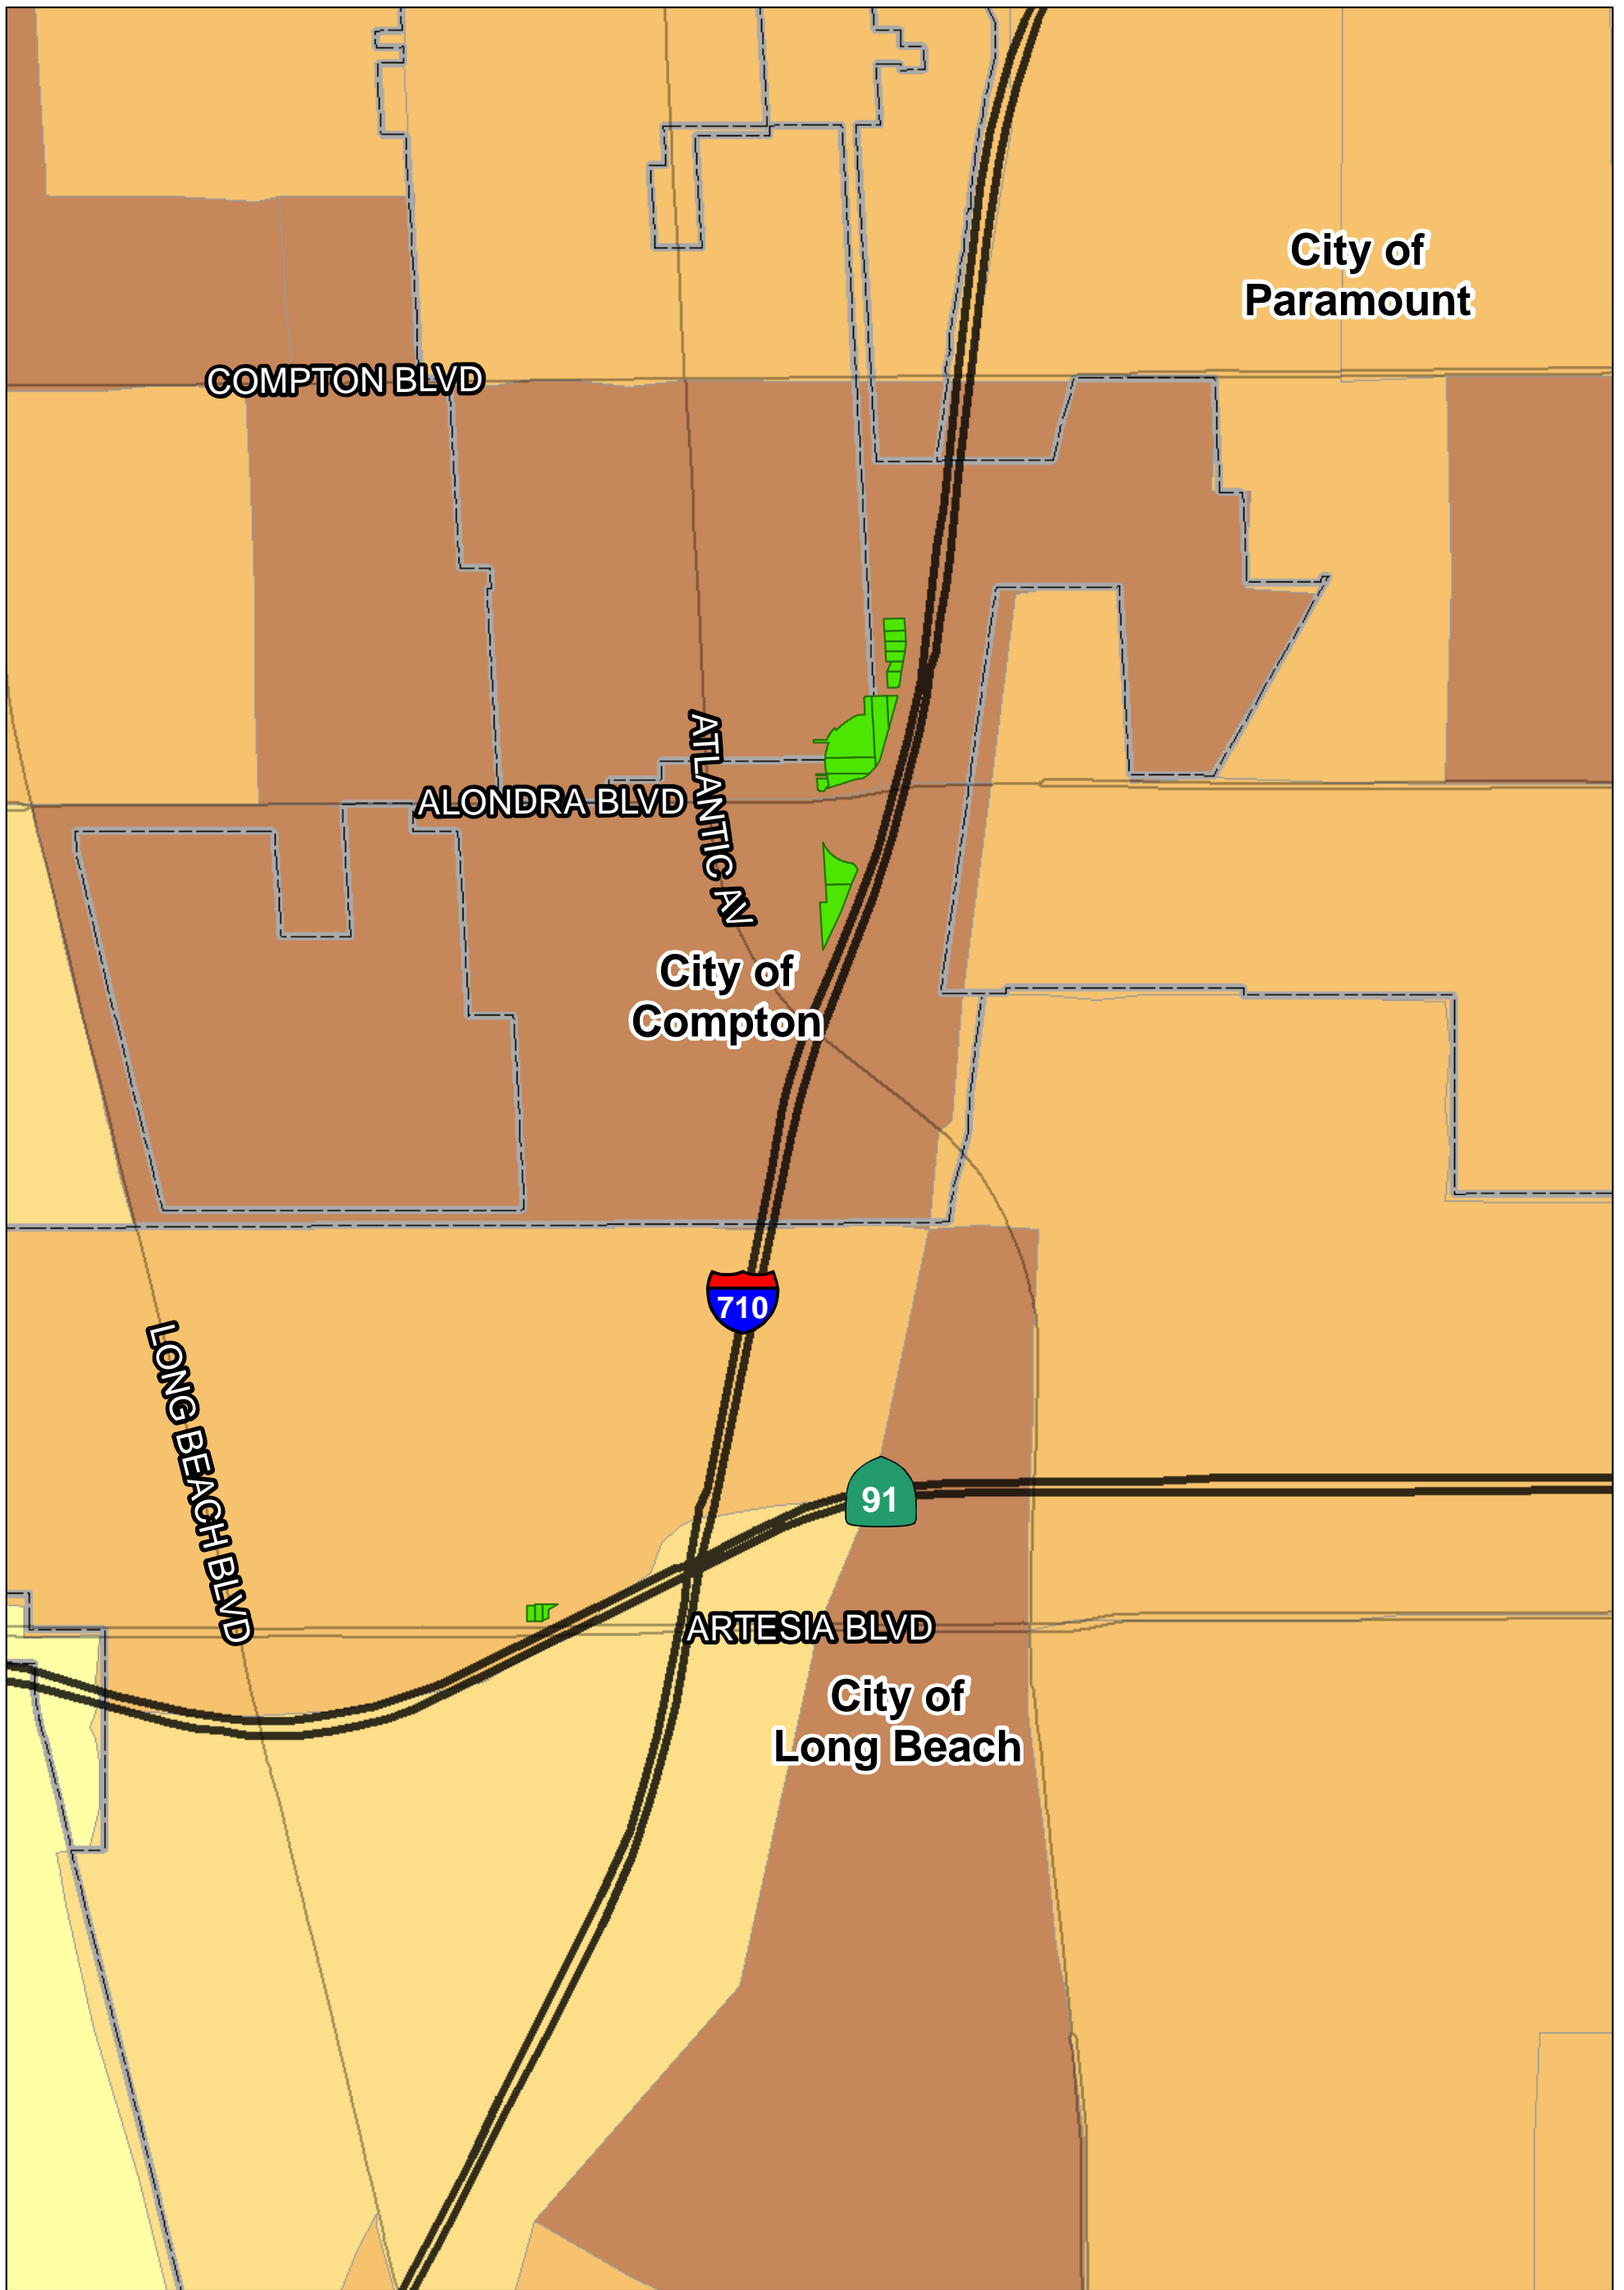 City of
Paramount
COMPTON BLVD
ATLANTIC AV
ALONDRA BLVD
City of
Compton
710
LONG BEACH BLVD
91
ARTESIA BLVD
City of
Long Beach